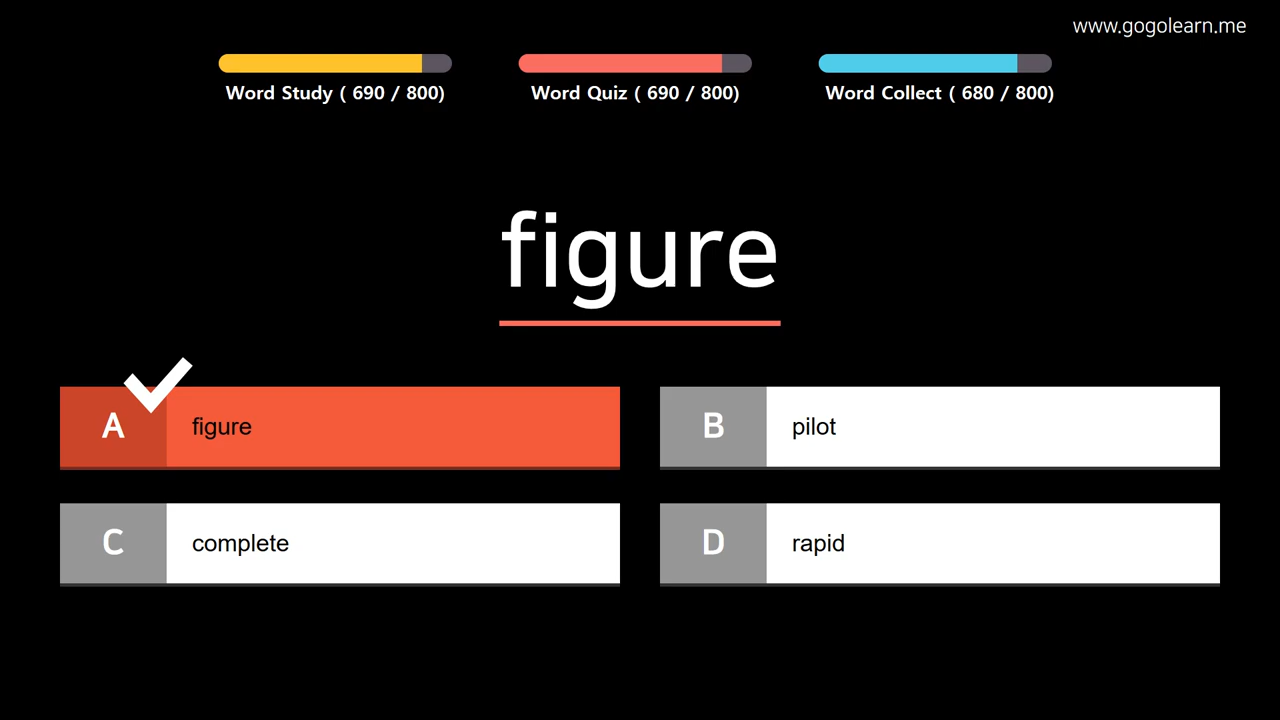 www.gogolearn.me
Word Study ( 690 / 800)
Word Quiz ( 690 / 800)
Word Collect ( 680 / 800)
figure
A figure
B pilot
C complete
D rapid